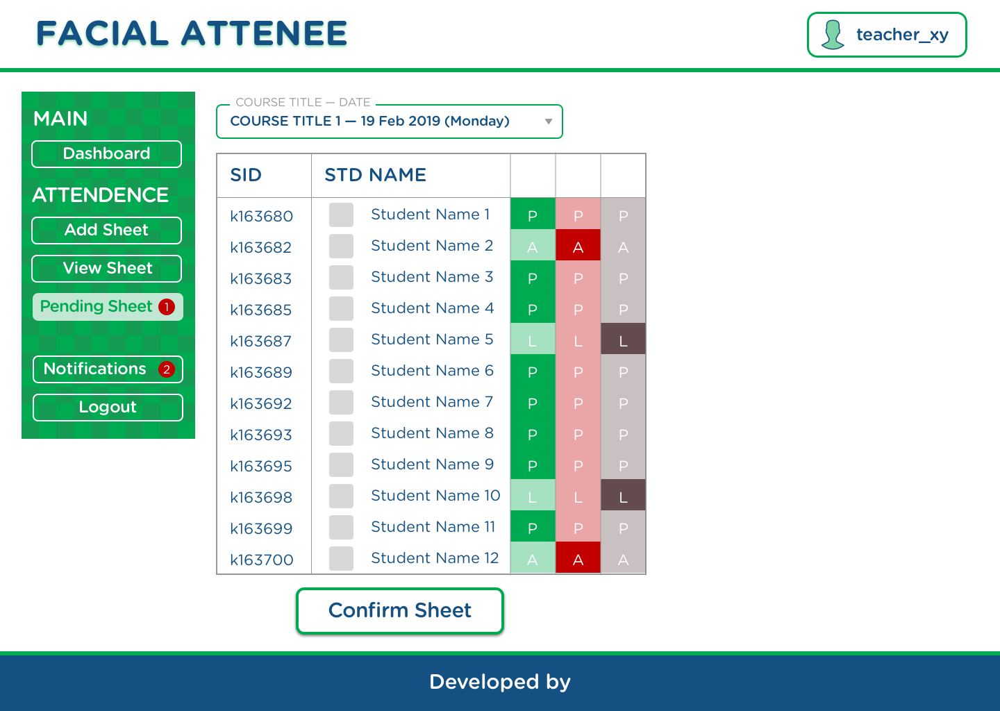 FACIAL ATTENEE
teacher_xy
MAIN
Dashboard
ATTENDENCE
Add Sheet
View Sheet
Pending Sheet 1
Notifications 2
Logout
COURSE TITLE — DATE
COURSE TITLE 1 — 19 Feb 2019 (Monday)
SID STD NAME
k163680 Student Name 1 P P P
k163682 Student Name 2 A A A
k163683 Student Name 3 P P P
k163685 Student Name 4 P P P
k163687 Student Name 5 L L L
k163689 Student Name 6 P P P
k163692 Student Name 7 P P P
k163693 Student Name 8 P P P
k163695 Student Name 9 P P P
k163698 Student Name 10 L L L
k163699 Student Name 11 P P P
k163700 Student Name 12 A A A
Confirm Sheet
Developed by